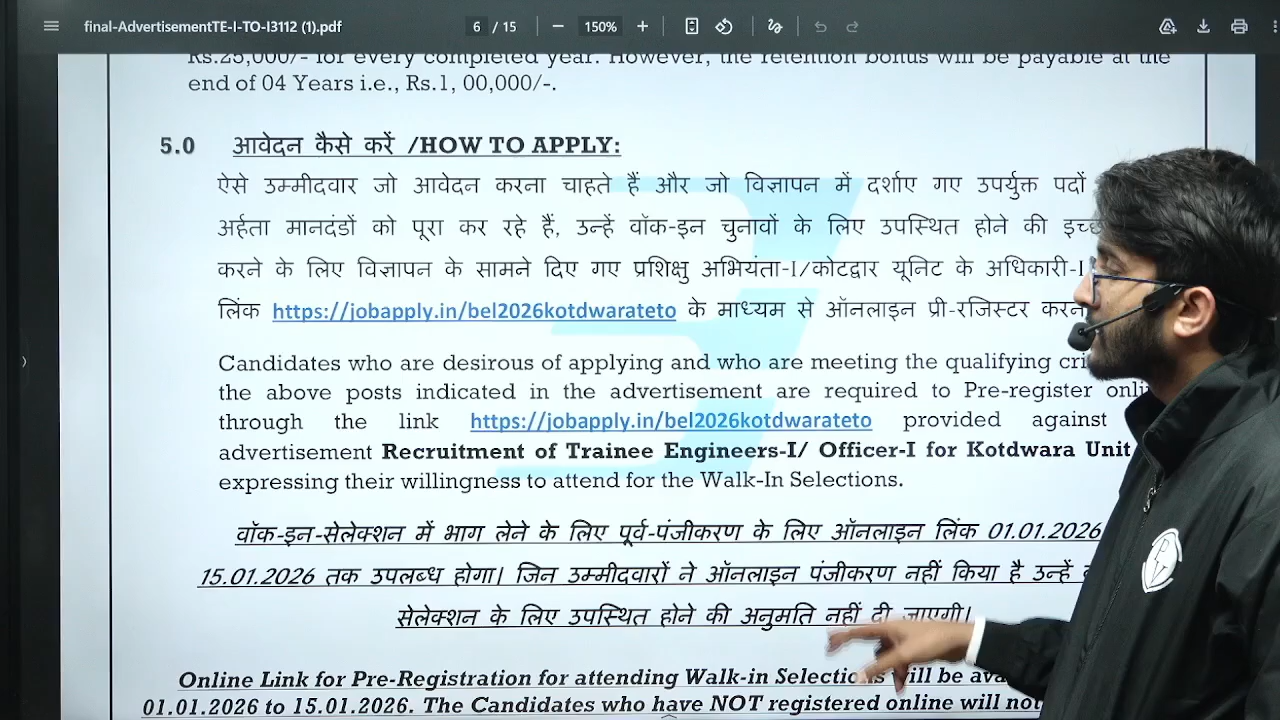 final-AdvertisementTE-I-TO-I3112 (1).pdf
6 / 15
150%
Rs.25,000/- for every completed year. However, the retention bonus will be payable at the
end of 04 Years i.e., Rs.1, 00,000/-.
5.0 आवेदन कैसे करें /HOW TO APPLY:
ऐसे उम्मीदवार जो आवेदन करना चाहते हैं और जो विज्ञापन में दर्शाए गए उपर्युक्त पदों
अर्हता मानदंडों को पूरा कर रहे हैं, उन्हें वॉक-इन चुनावों के लिए उपस्थित होने की
करने के लिए विज्ञापन के सामने दिए गए प्रशिक्षु अभियंता-I/कोटद्वार यूनिट के अधिकारी-I
लिंक https://jobapply.in/bel2026kotdwarateto के माध्यम से ऑनलाइन प्री-रजिस्टर
Candidates who are desirous of applying and who are meeting the qualifying
the above posts indicated in the advertisement are required to Pre-register
through the link https://jobapply.in/bel2026kotdwarateto provided against
advertisement Recruitment of Trainee Engineers-I/ Officer-I for Kotdwara Unit
expressing their willingness to attend for the Walk-In Selections.
वॉक-इन-सेलेक्शन में भाग लेने के लिए पूर्व-पंजीकरण के लिए ऑनलाइन लिंक 01.01.2026
15.01.2026 तक उपलब्ध होगा। जिन उम्मीदवारों ने ऑनलाइन पंजीकरण नहीं किया है उन्हें
सेलेक्शन के लिए उपस्थित होने की अनुमति नहीं दी जाएगी।
Online Link for Pre-Registration for attending Walk-in Selections will be
01.01.2026 to 15.01.2026. The Candidates who have NOT registered online will not